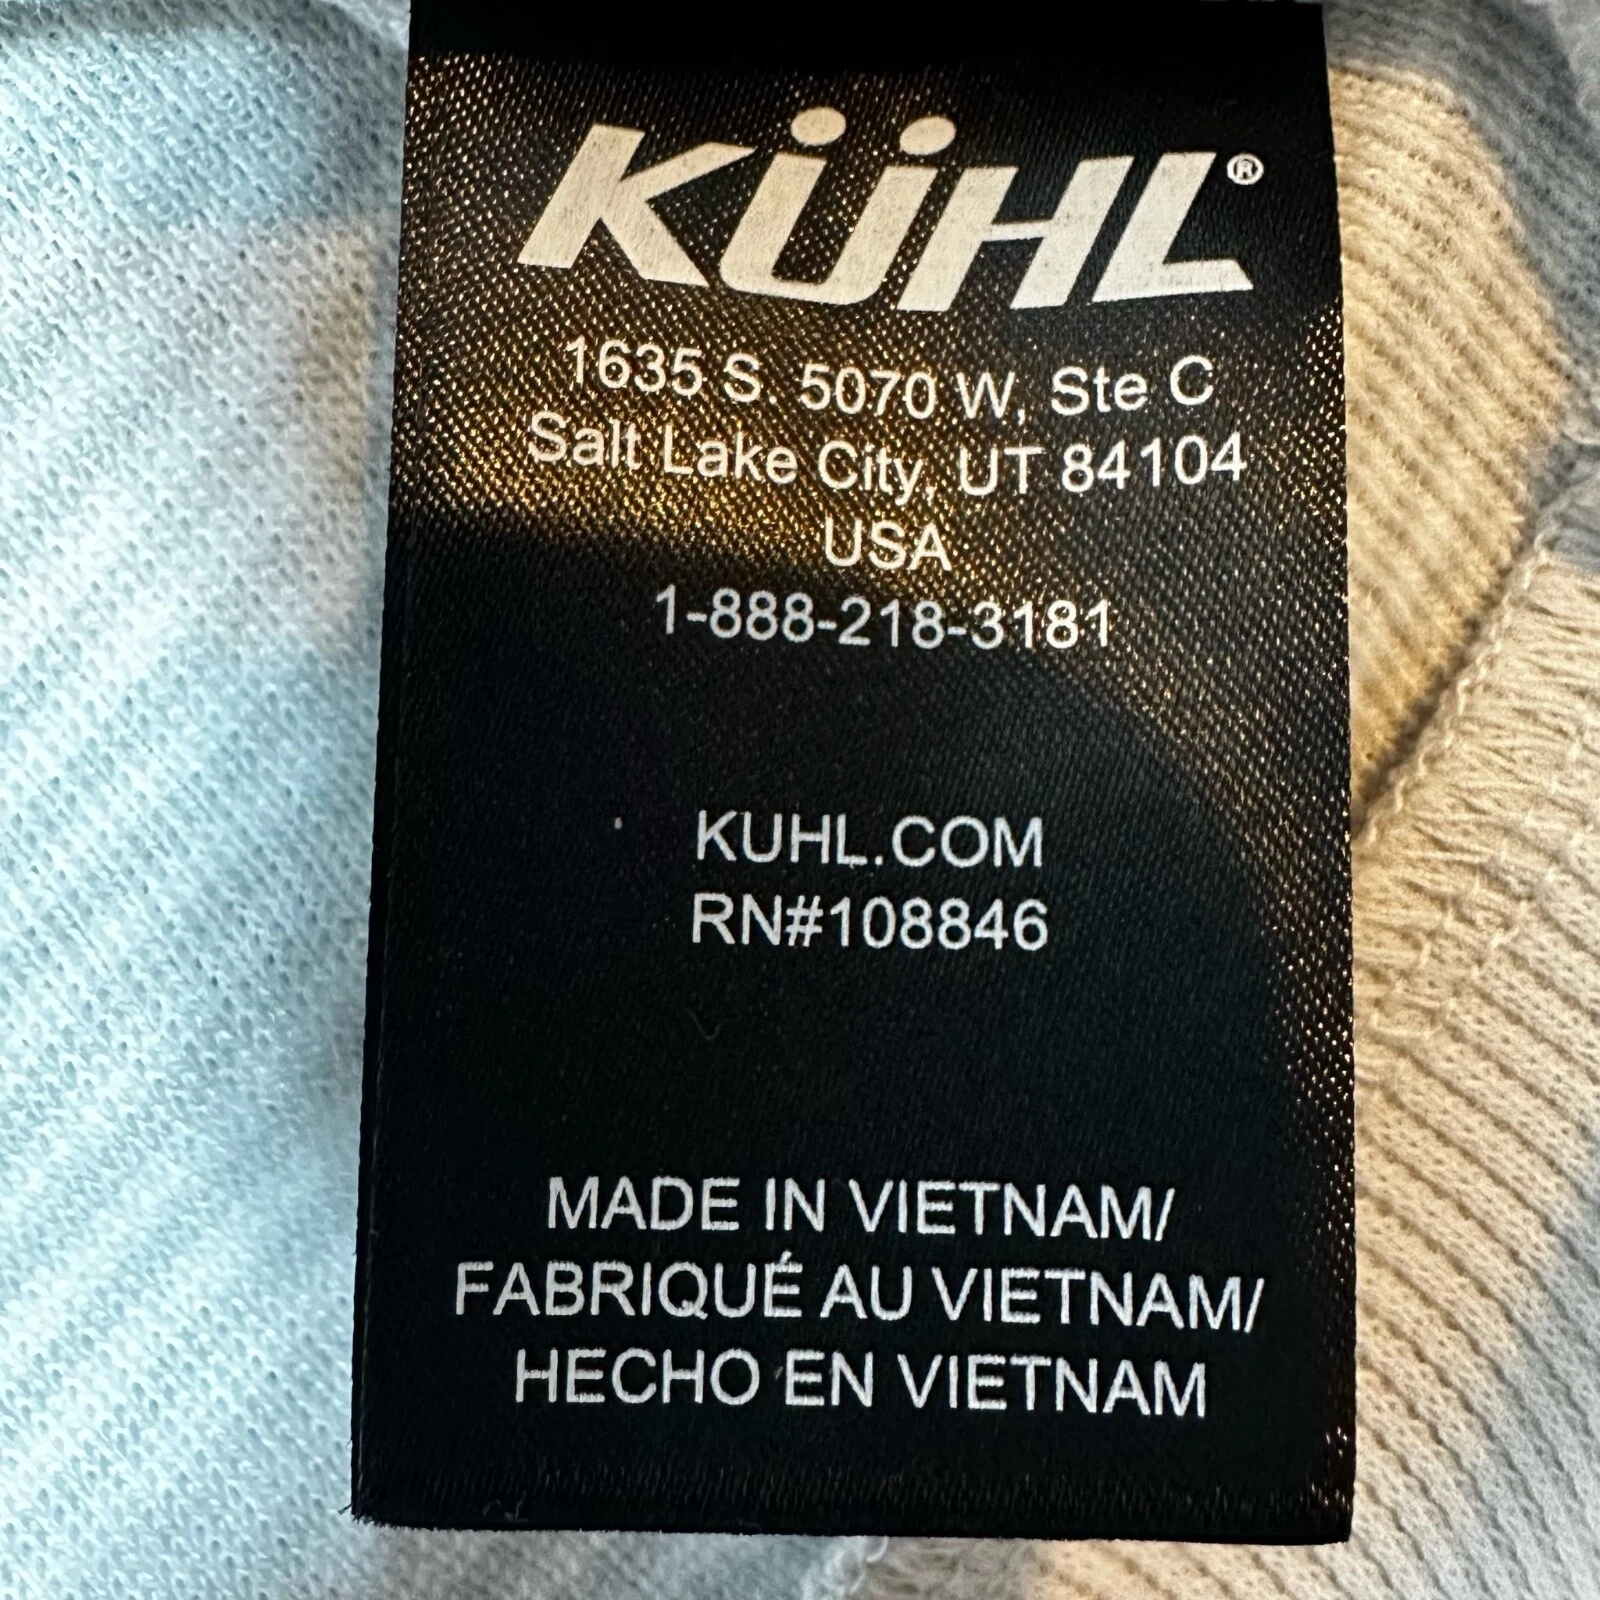 KÜHL®
1635 S. 5070 W, Ste C
Salt Lake City, UT 84104
USA
1-888-218-3181
KUHL.COM
RN#108846
MADE IN VIETNAM/
FABRIQUÉ AU VIETNAM/
HECHO EN VIETNAM